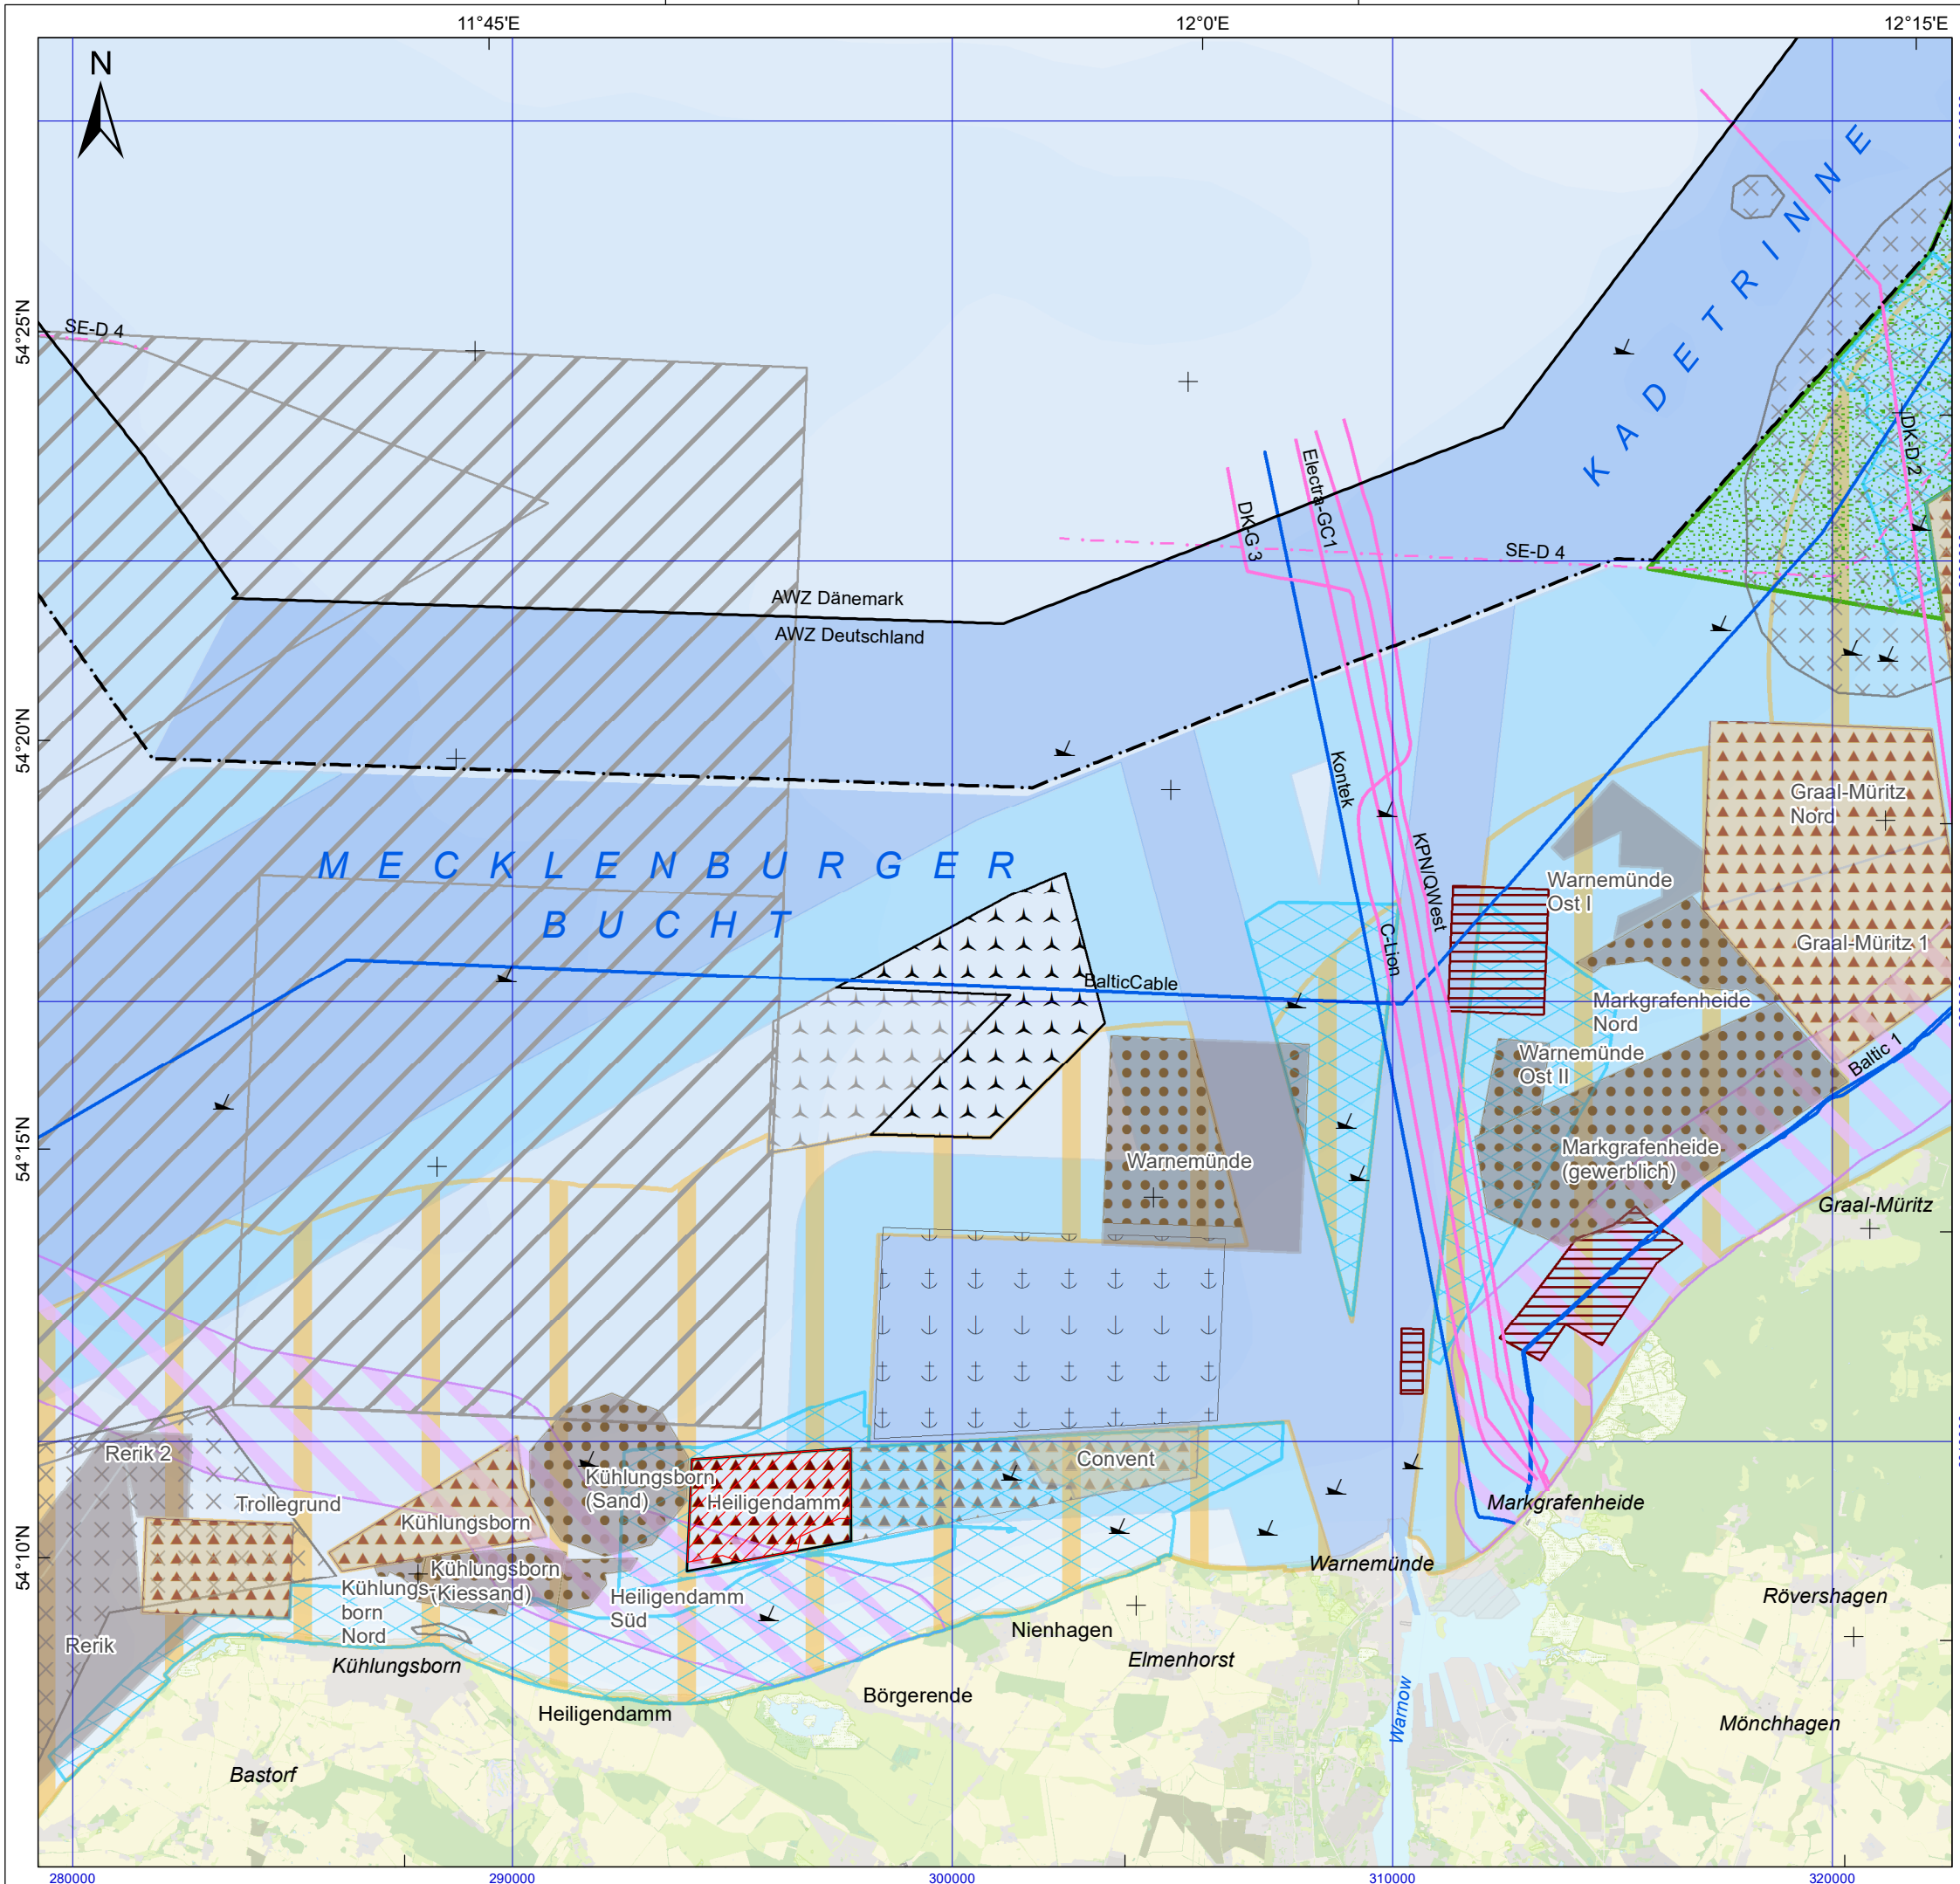 11°45'E
12°0'E
12°15'E
N
KADETRINNE
54°25'N
SE-D 4
DK-D 2
Electra-GC1
DK-G 3
SE-D 4
AWZ Dänemark
AWZ Deutschland
54°20'N
Kontek
Graal-Müritz
Nord
MECKLENBURGER
BUCHT
KPN/QWest
Warnemünde
Ost I
C-Lion
Graal-Müritz 1
BalticCable
Markgrafenheide
Nord
Warnemünde
Ost II
Baltic 1
54°15'N
Warnemünde
Markgrafenheide
(gewerblich)
Graal-Müritz
Rerik 2
Convent
Kühlungsborn
(Sand)
Trollegrund
Heiligendamm
Markgrafenheide
Kühlungsborn
54°10'N
Warnemünde
Kühlungsborn
(Kiessand)
Kühlungs-
born
Nord
Heiligendamm
Süd
Rövershagen
Rerik
Nienhagen
Kühlungsborn
Elmenhorst
Börgerende
Heiligendamm
Warnow
Mönchhagen
Bastorf
280000
290000
300000
310000
320000